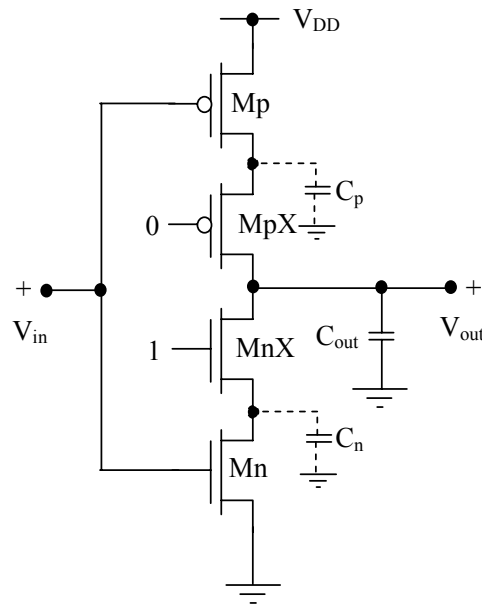 V_DD
Mp
C_p
0
MpX
+
+
V_in
V_out
C_out
1
MnX
C_n
Mn